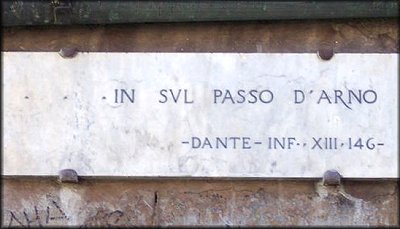 . . . IN SVL PASSO D'ARNO
-DANTE- INF. XIII·146-